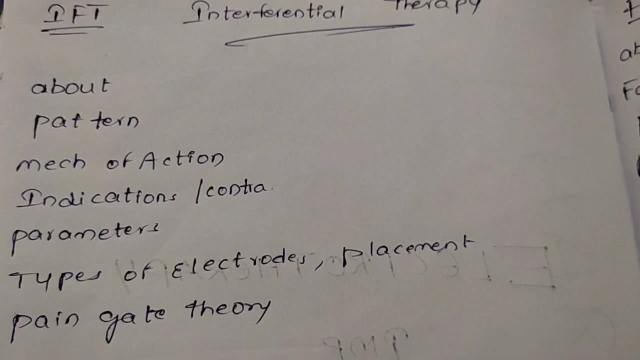 IFT Interferential Therapy
about
pattern
mech of Action
Indications / contra.
parameters
Types of Electrodes, placement
pain gate theory